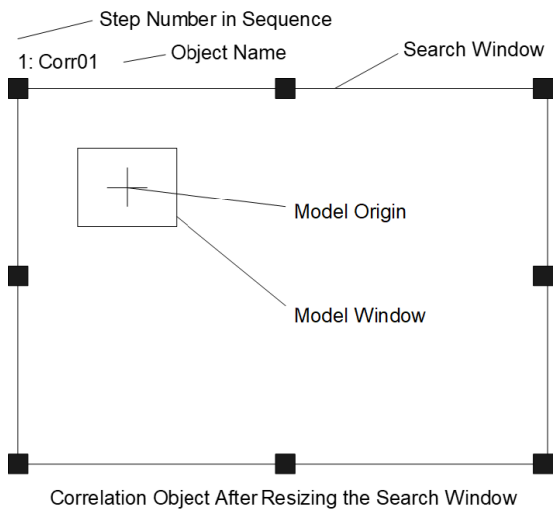 Step Number in Sequence
Object Name
Search Window
1: Corr01
Model Origin
Model Window
Correlation Object After Resizing the Search Window